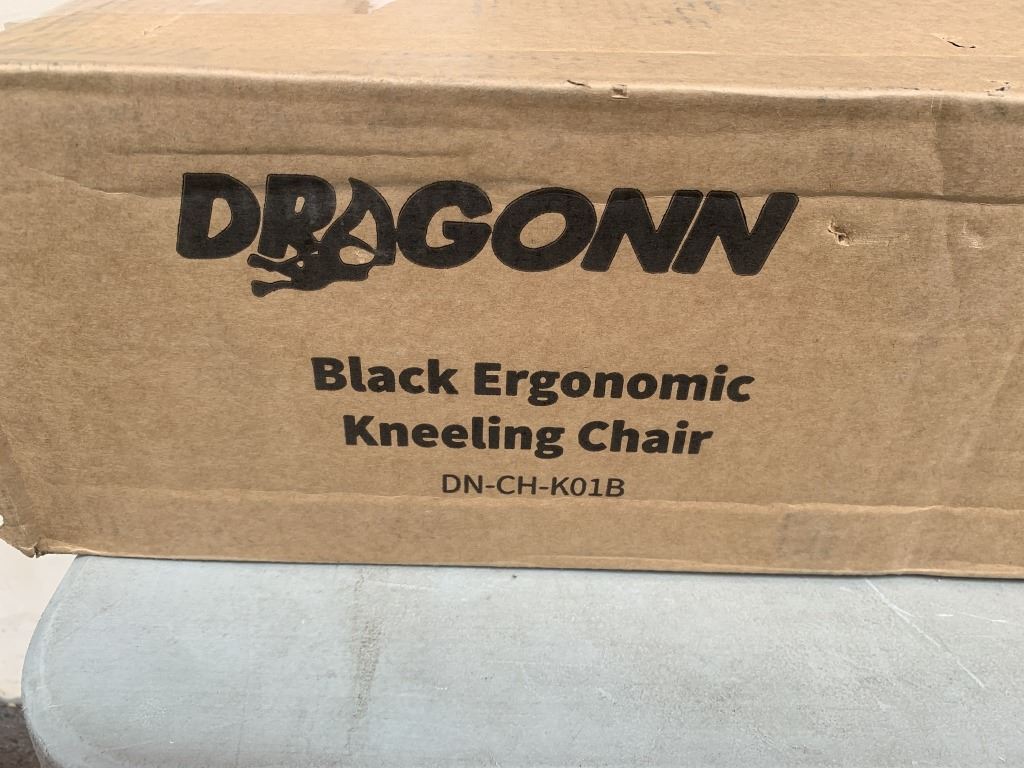 DRAGONN
Black Ergonomic
Kneeling Chair
DN-CH-K01B